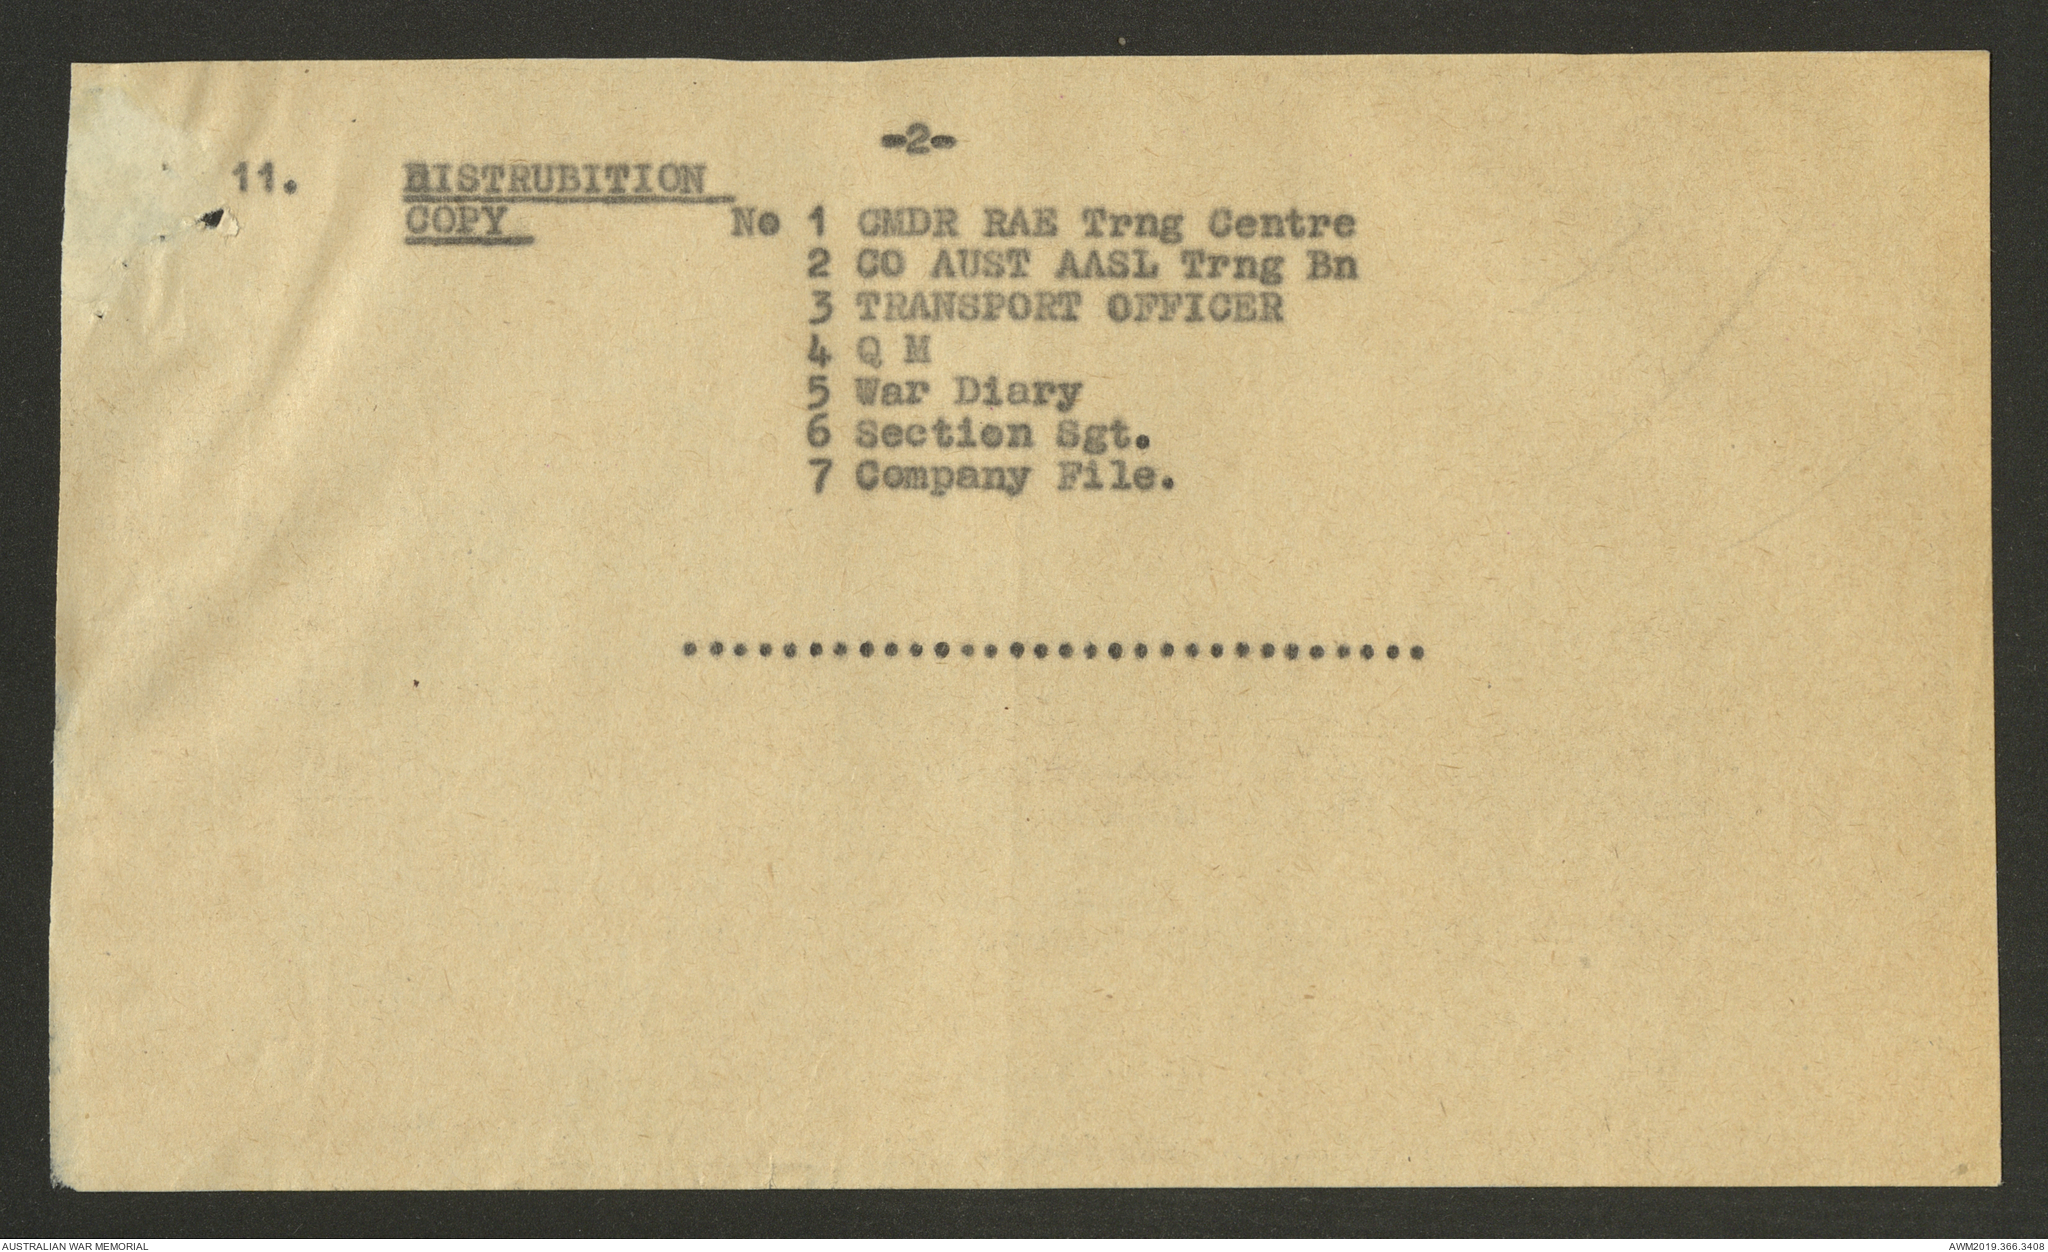 -2-
11. DISTRUBITION
COPY No 1 CMDR RAE Trng Centre
2 CO AUST AASL Trng Bn
3 TRANSPORT OFFICER
4 Q M
5 War Diary
6 Section Sgt.
7 Company File.
..............................
AUSTRALIAN WAR MEMORIAL
AWM2019.366.3408